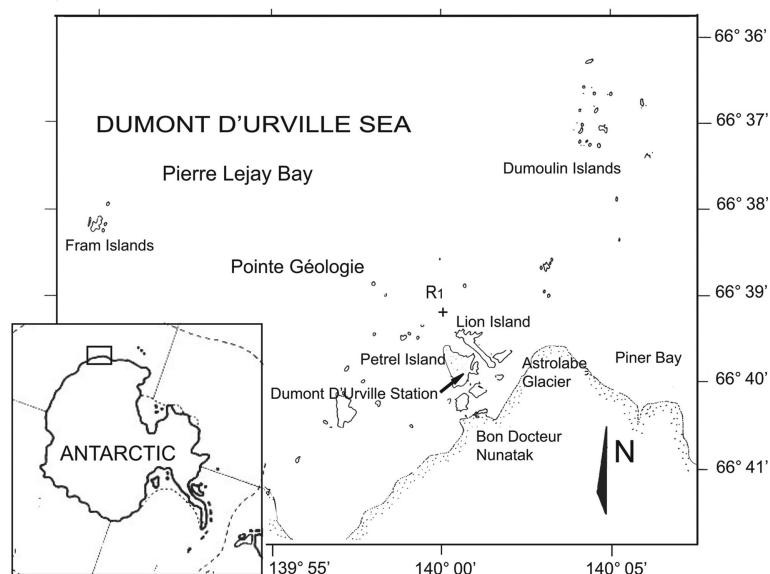 66° 36'
DUMONT D'URVILLE SEA
66° 37'
Pierre Lejay Bay
Dumoulin Islands
66° 38'
Fram Islands
Pointe Géologie
66° 39'
R1
Lion Island
Petrel Island
Astrolabe
Glacier
Piner Bay
66° 40'
Dumont D'Urville Station
Bon Docteur
Nunatak
N
ANTARCTIC
66° 41'
139° 55'
140° 00'
140° 05'